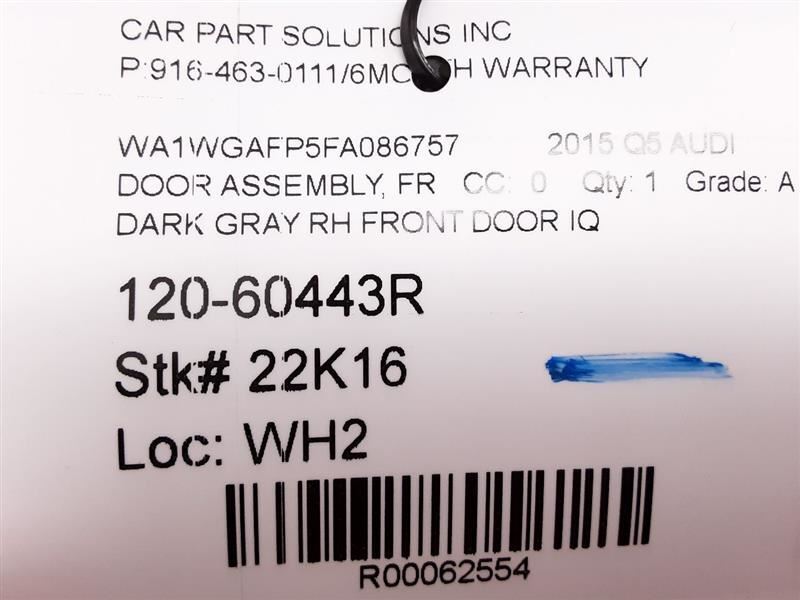 CAR PART SOLUTIONS INC
P:916-463-0111/6MONTH WARRANTY
WA1WGAFP5FA086757 2015 Q5 AUDI
DOOR ASSEMBLY, FR CC: 0 Qty: 1 Grade: A
DARK GRAY RH FRONT DOOR IQ
120-60443R
Stk# 22K16
Loc: WH2
R00062554